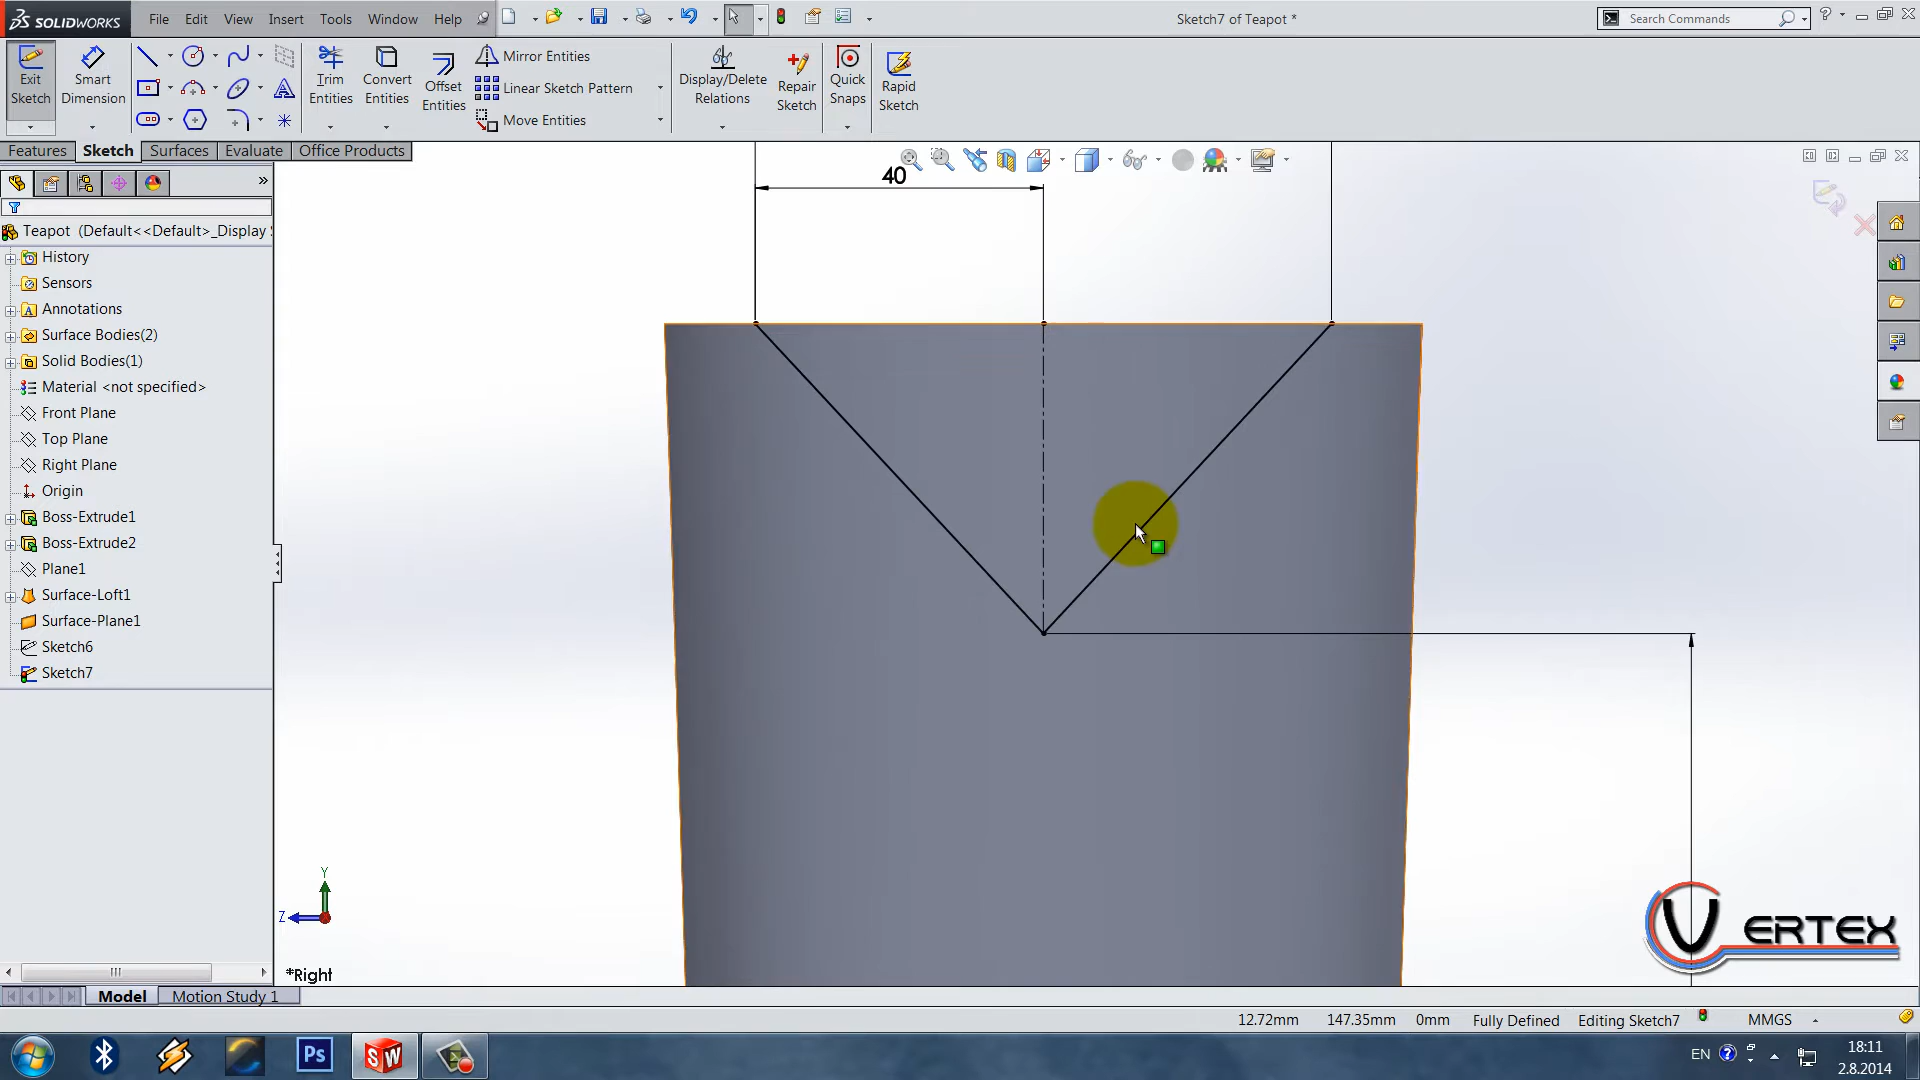 SOLIDWORKS File Edit View Insert Tools Window Help Sketch7 of Teapot * Search Commands
Exit Sketch
Smart Dimension
Trim Entities
Convert Entities
Offset Entities
Mirror Entities
Linear Sketch Pattern
Move Entities
Display/Delete Relations
Repair Sketch
Quick Snaps
Rapid Sketch
Features Sketch Surfaces Evaluate Office Products
40
Teapot (Default<<Default>_Display
History
Sensors
Annotations
Surface Bodies(2)
Solid Bodies(1)
Material <not specified>
Front Plane
Top Plane
Right Plane
Origin
Boss-Extrude1
Boss-Extrude2
Plane1
Surface-Loft1
Surface-Plane1
Sketch6
Sketch7
Y
Z
*Right
VERTEX
Model Motion Study 1
12.72mm 147.35mm 0mm Fully Defined Editing Sketch7 MMGS
Ps SW EN 18:11
2.8.2014